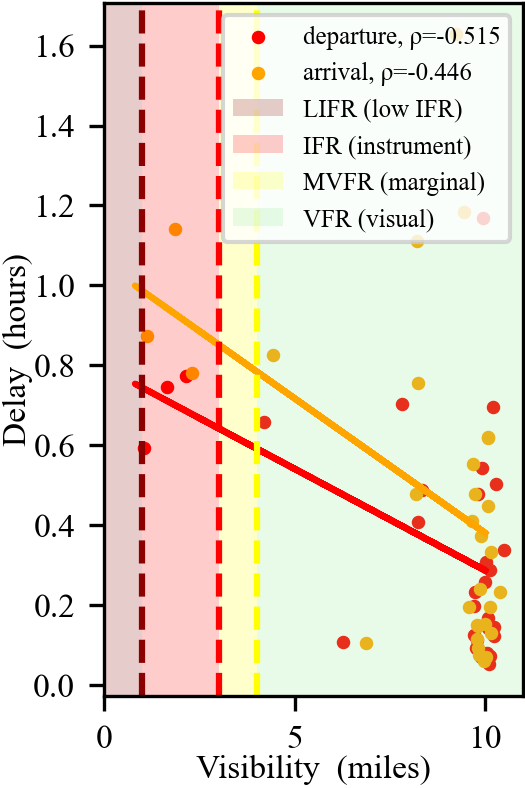 departure, ρ=-0.515
arrival, ρ=-0.446
LIFR (low IFR)
IFR (instrument)
MVFR (marginal)
VFR (visual)
1.6
1.4
1.2
1.0
0.8
0.6
0.4
0.2
0.0
Delay (hours)
0
5
10
Visibility (miles)